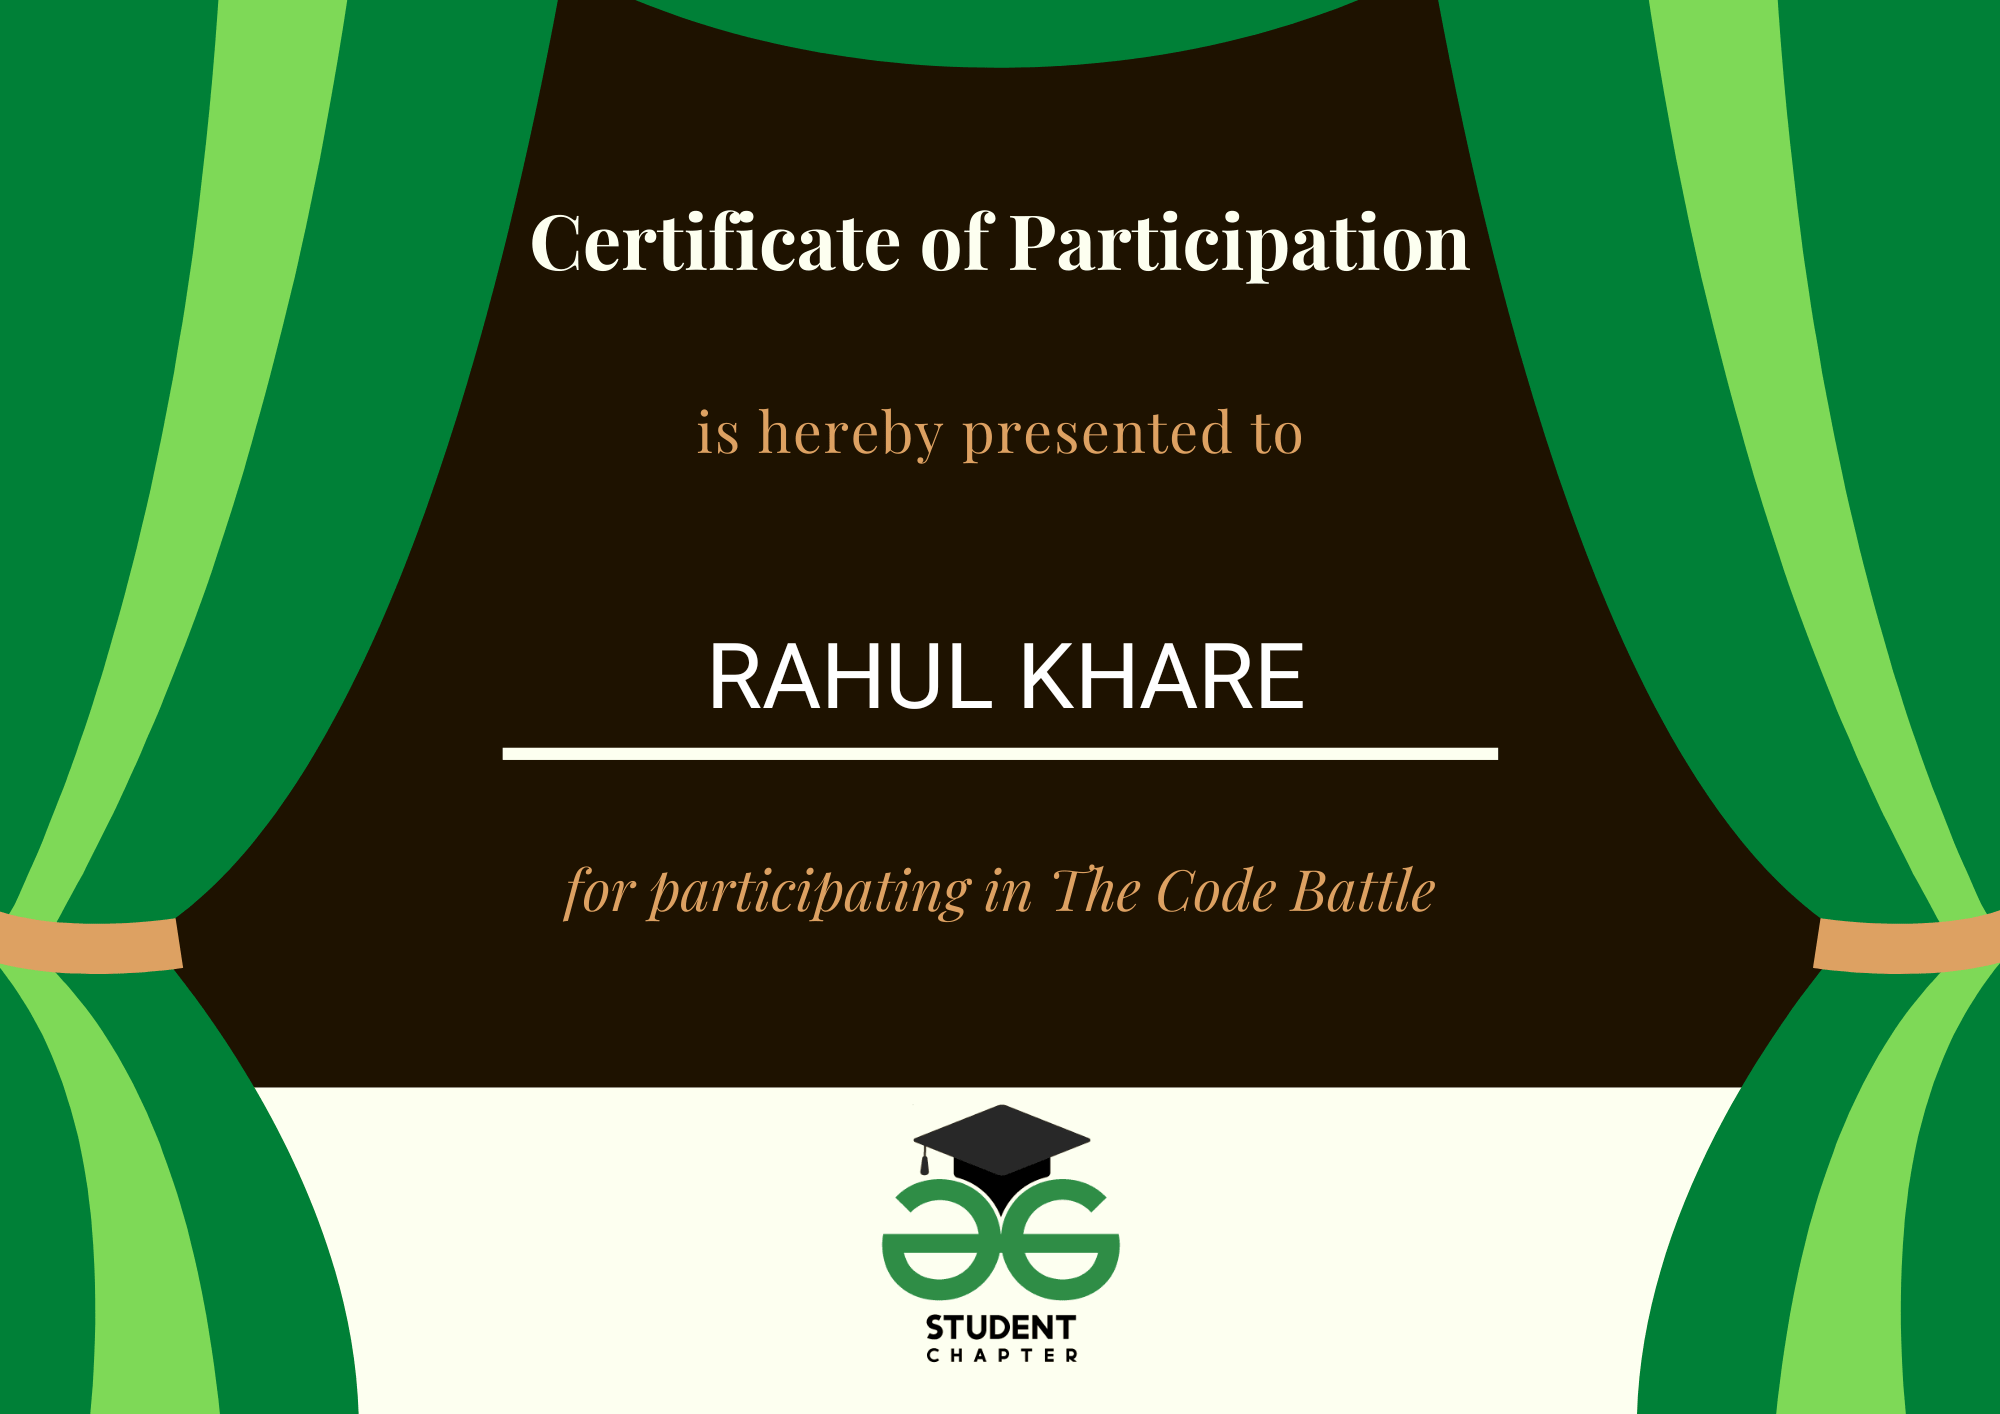 Certificate of Participation
is hereby presented to
RAHUL KHARE
for participating in The Code Battle
STUDENT
CHAPTER